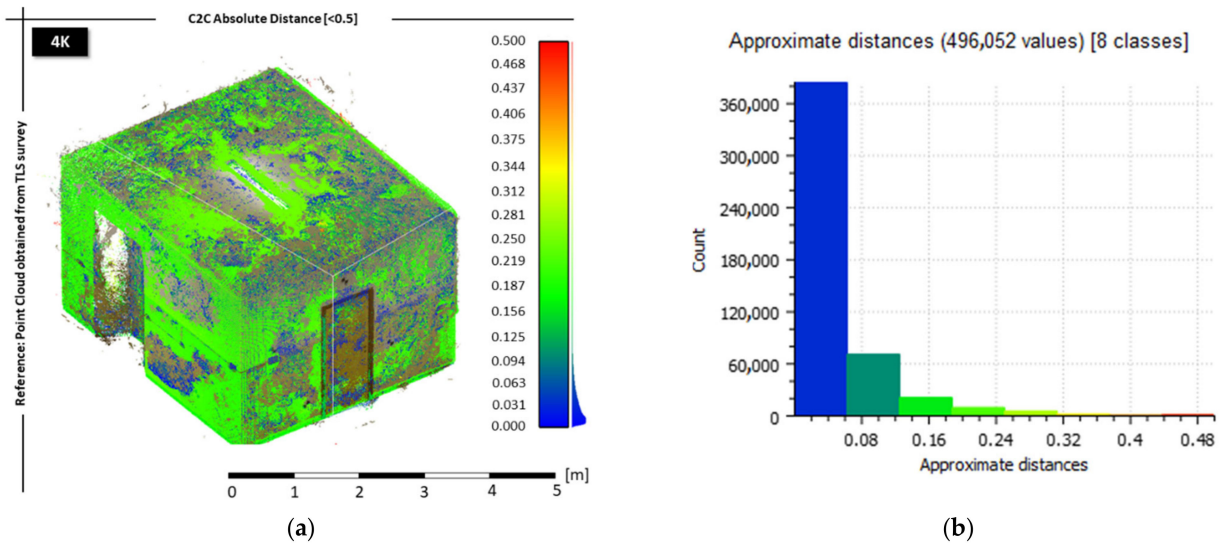 C2C Absolute Distance [<0.5]
4K
Reference: Point Cloud obtained from TLS survey
0.500
0.468
0.437
0.406
0.375
0.344
0.312
0.281
0.250
0.219
0.187
0.156
0.125
0.094
0.063
0.031
0.000
0 1 2 3 4 5 [m]
(a)
Approximate distances (496,052 values) [8 classes]
Count
360,000
300,000
240,000
180,000
120,000
60,000
0
0.08 0.16 0.24 0.32 0.4 0.48
Approximate distances
(b)